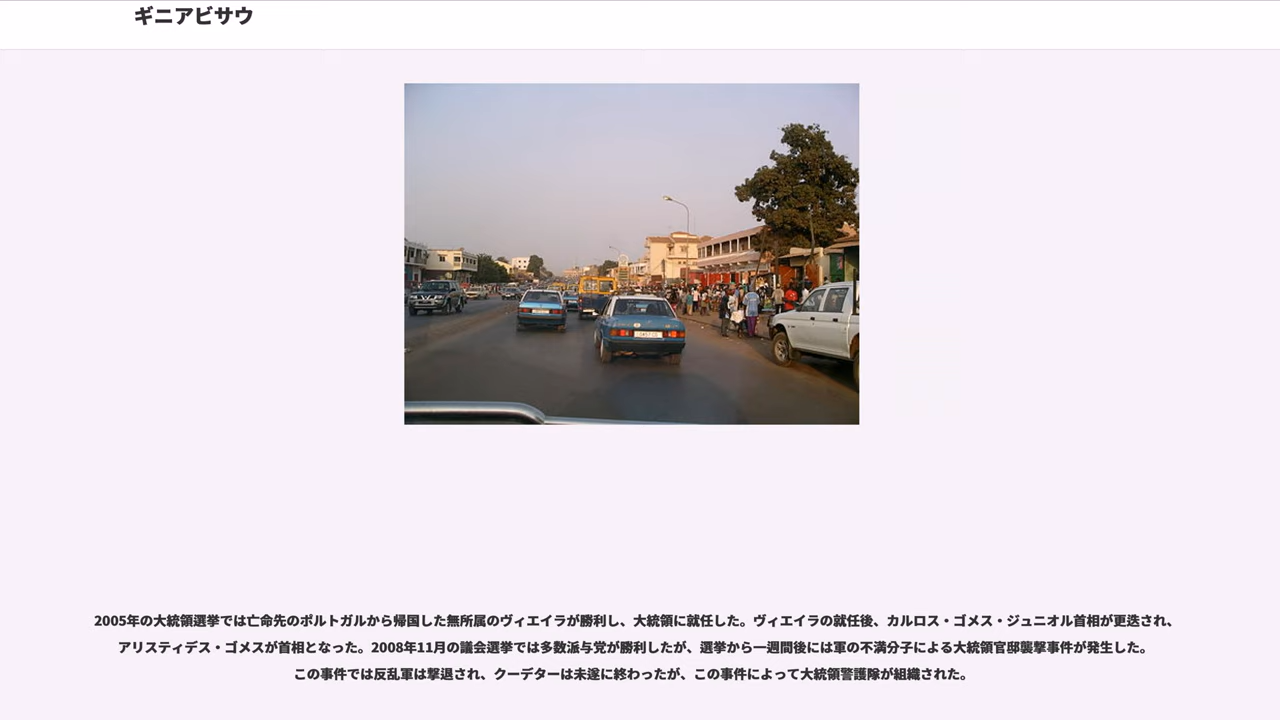 ギニアビサウ
2005年の大統領選挙では亡命先のポルトガルから帰国した無所属のヴィエイラが勝利し、大統領に就任した。ヴィエイラの就任後、カルロス・ゴメス・ジュニオル首相が更迭され、
アリスティデス・ゴメスが首相となった。2008年11月の議会選挙では多数派与党が勝利したが、選挙から一週間後には軍の不満分子による大統領官邸襲撃事件が発生した。
この事件では反乱軍は撃退され、クーデターは未遂に終わったが、この事件によって大統領警護隊が組織された。